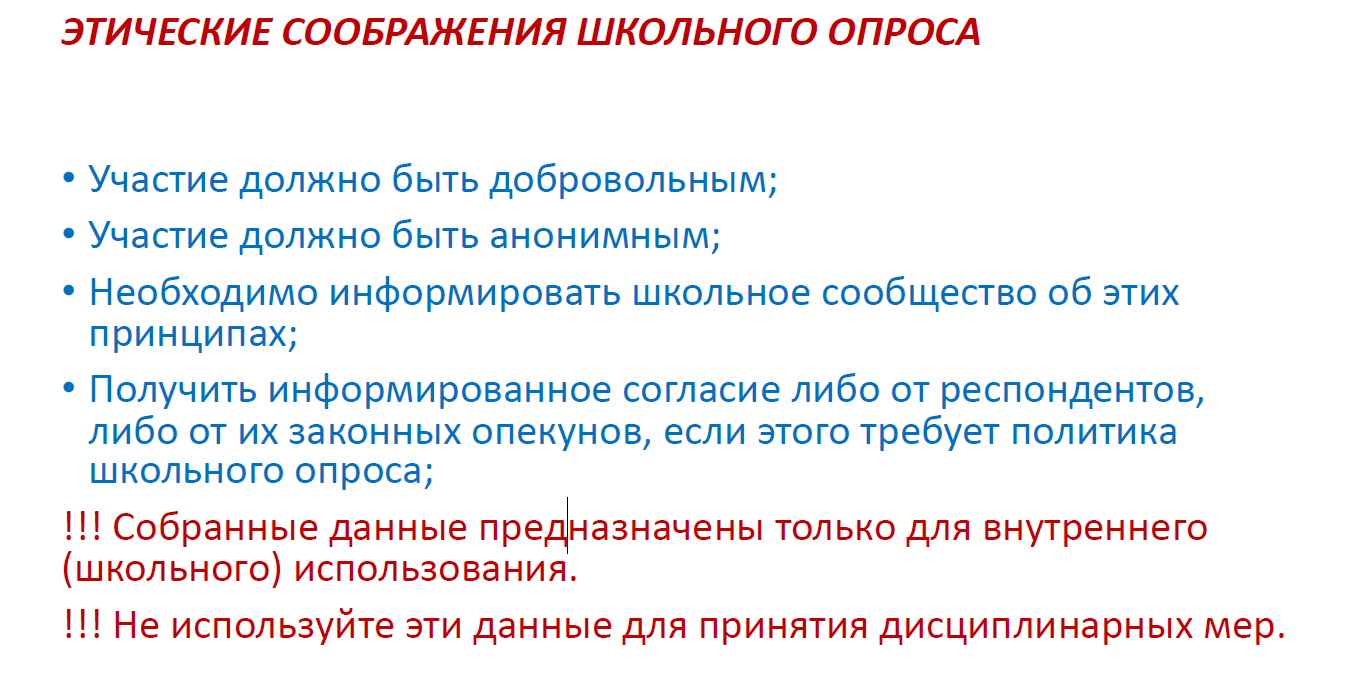 ЭТИЧЕСКИЕ СООБРАЖЕНИЯ ШКОЛЬНОГО ОПРОСА
• Участие должно быть добровольным;
• Участие должно быть анонимным;
• Необходимо информировать школьное сообщество об этих
принципах;
• Получить информированное согласие либо от респондентов,
либо от их законных опекунов, если этого требует политика
школьного опроса;
!!! Собранные данные предназначены только для внутреннего
(школьного) использования.
!!! Не используйте эти данные для принятия дисциплинарных мер.